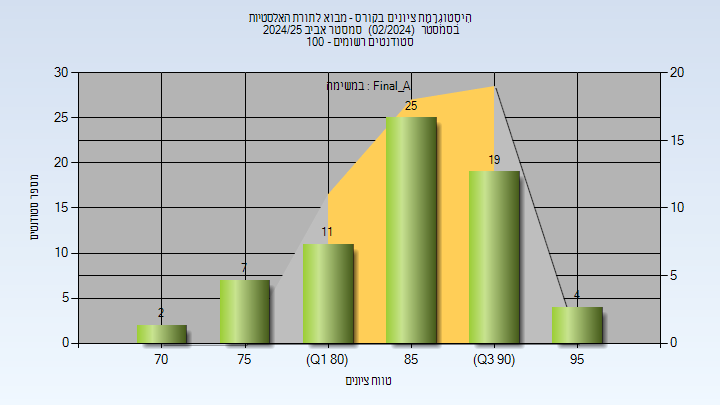 היסטוגרמת ציונים בקורס - מבוא לתורת האלסטיות
בסמסטר (02/2024) סמסטר אביב 2024/25
סטודנטים רשומים - 100
במשימה : Final_A
מספר סטודנטים
30
25
20
15
10
5
0
20
15
10
5
0
2
7
11
25
19
4
70
75
(Q1 80)
85
(Q3 90)
95
טווח ציונים